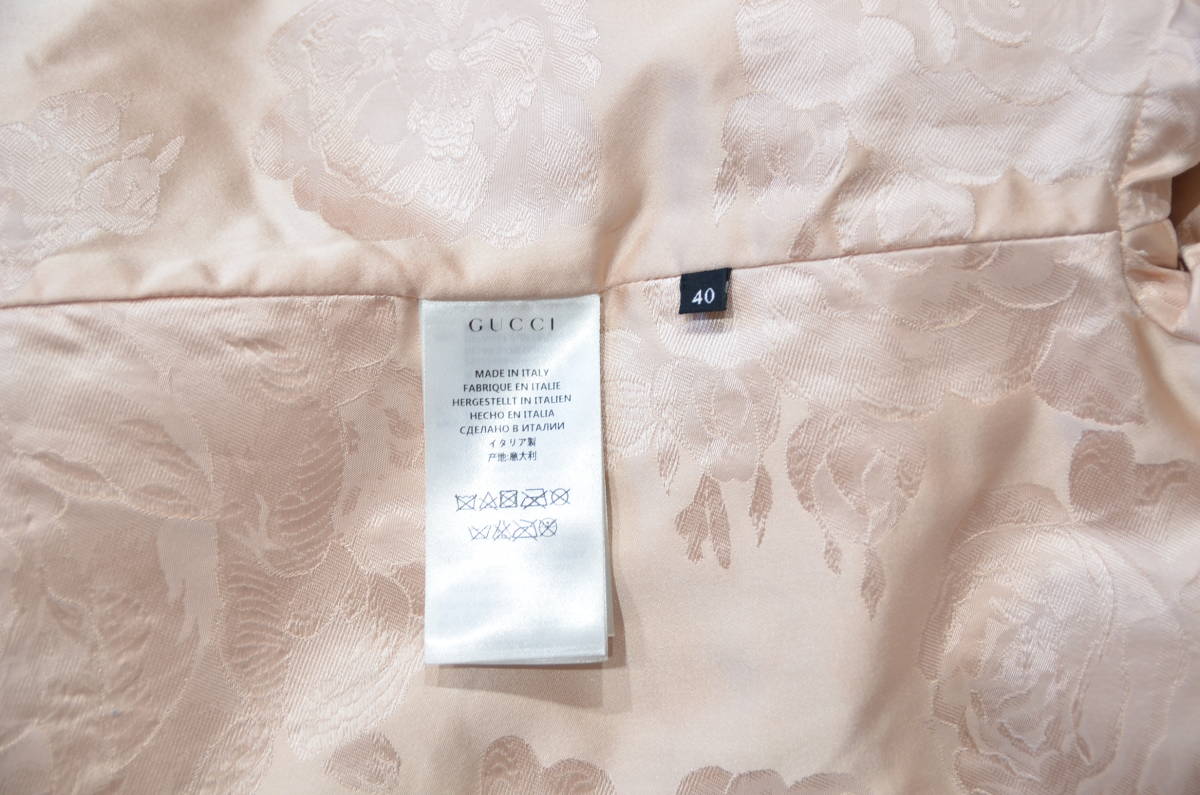 GUCCI
MADE IN ITALY
FABRIQUE EN ITALIE
HERGESTELLT IN ITALIEN
HECHO EN ITALIA
СДЕЛАНО В ИТАЛИИ
イタリア製
产地:意大利
40